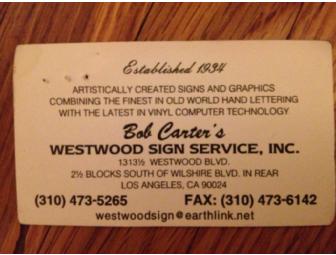 Established 1934
ARTISTICALLY CREATED SIGNS AND GRAPHICS
COMBINING THE FINEST IN OLD WORLD HAND LETTERING
WITH THE LATEST IN VINYL COMPUTER TECHNOLOGY
Bob Carter's
WESTWOOD SIGN SERVICE, INC.
1313½ WESTWOOD BLVD.
2½ BLOCKS SOUTH OF WILSHIRE BLVD. IN REAR
LOS ANGELES, CA 90024
(310) 473-5265 FAX: (310) 473-6142
westwoodsign@earthlink.net